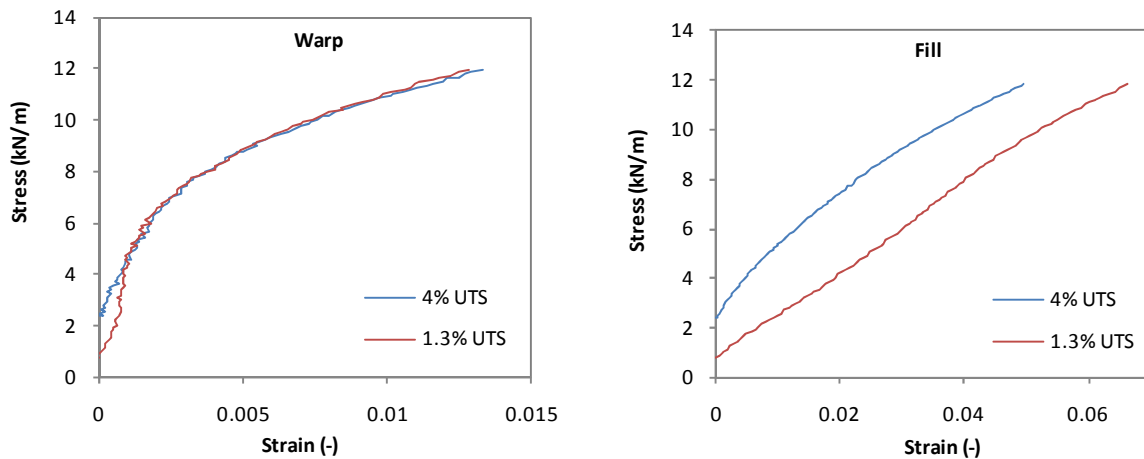 Warp
Stress (kN/m)
14
12
10
8
6
4
2
0
4% UTS
1.3% UTS
0
0.005
0.01
0.015
Strain (-)
Fill
Stress (kN/m)
14
12
10
8
6
4
2
0
4% UTS
1.3% UTS
0
0.02
0.04
0.06
Strain (-)